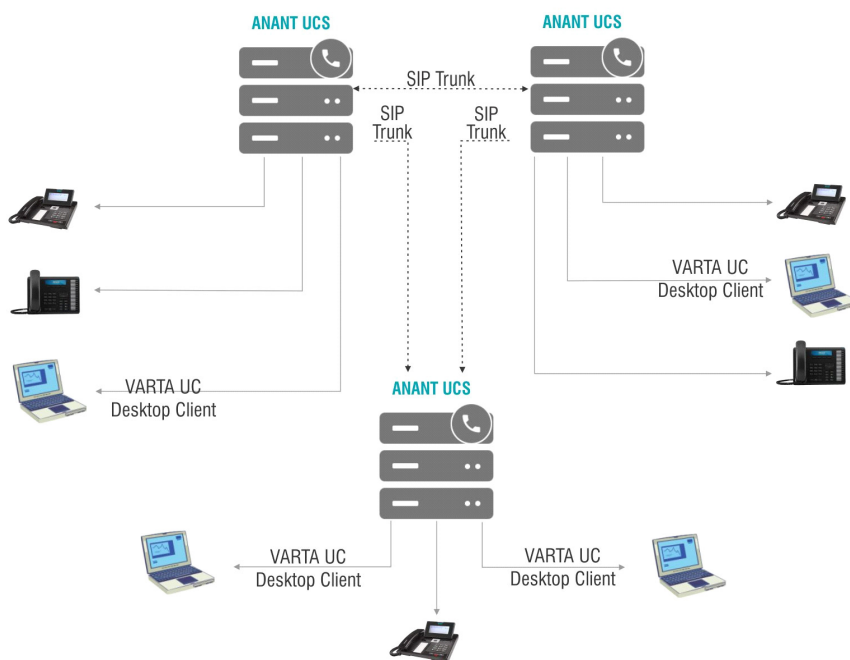 ANANT UCS
ANANT UCS
SIP Trunk
SIP
Trunk
SIP
Trunk
VARTA UC
Desktop Client
VARTA UC
Desktop Client
ANANT UCS
VARTA UC
Desktop Client
VARTA UC
Desktop Client